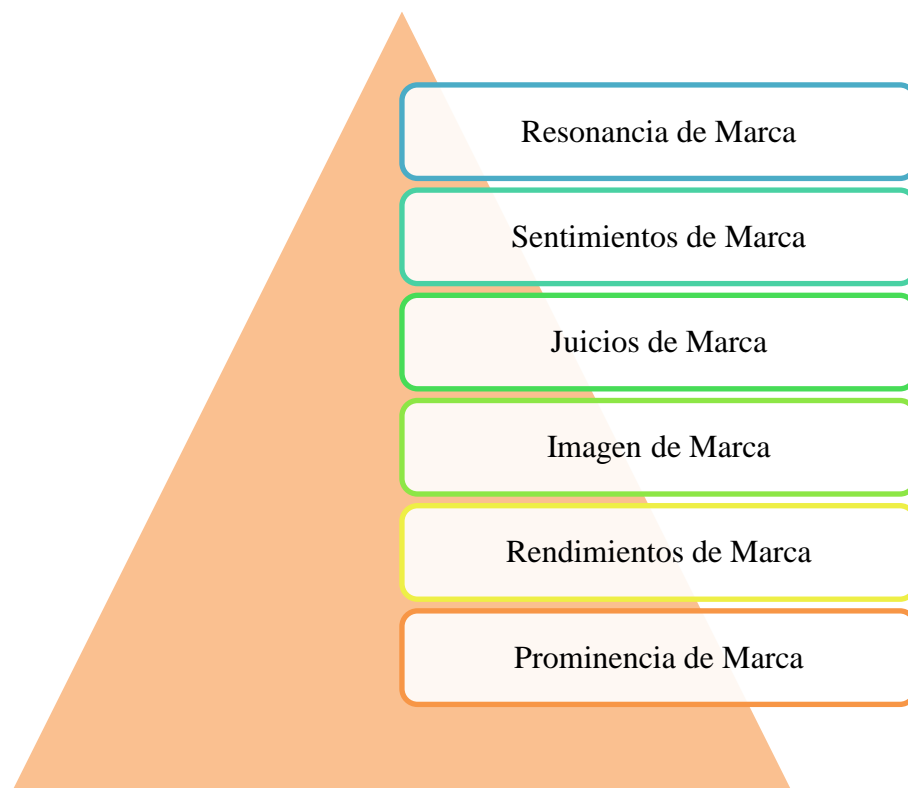 Resonancia de Marca
Sentimientos de Marca
Juicios de Marca
Imagen de Marca
Rendimientos de Marca
Prominencia de Marca